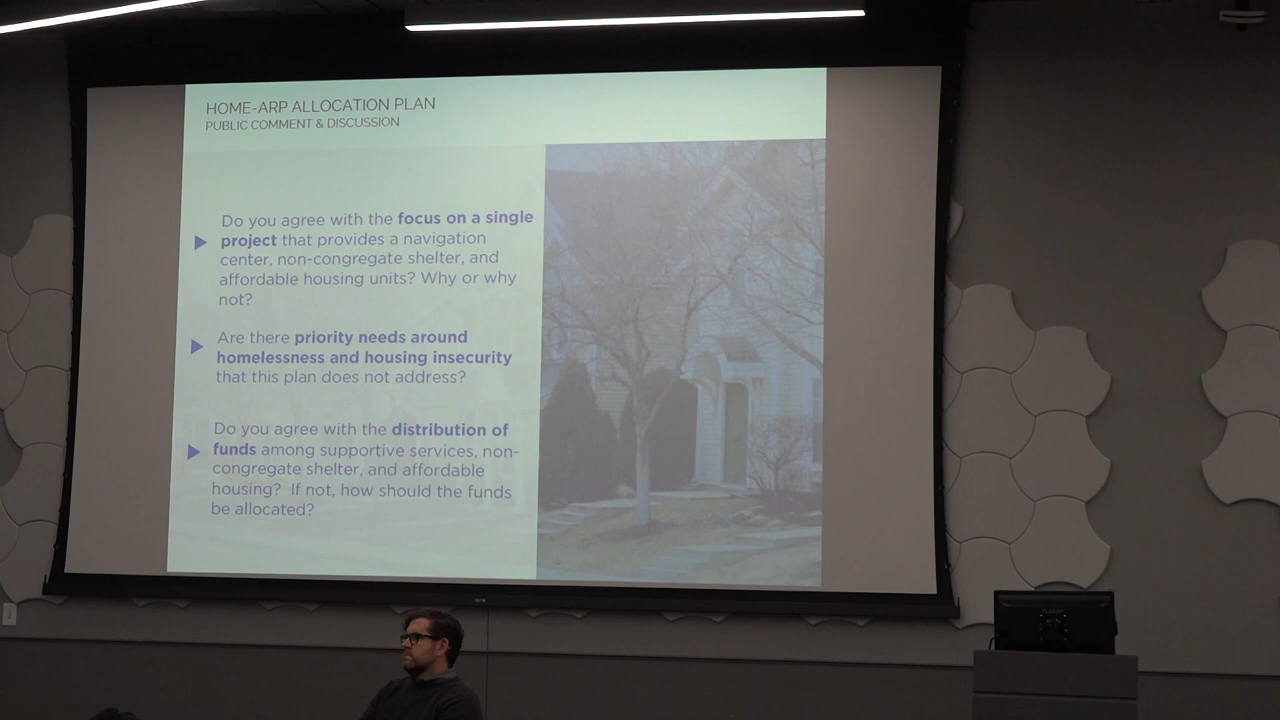 HOME-ARP ALLOCATION PLAN
PUBLIC COMMENT & DISCUSSION
Do you agree with the focus on a single
project that provides a navigation
center, non-congregate shelter, and
affordable housing units? Why or why
not?
Are there priority needs around
homelessness and housing insecurity
that this plan does not address?
Do you agree with the distribution of
funds among supportive services, non-
congregate shelter, and affordable
housing? If not, how should the funds
be allocated?